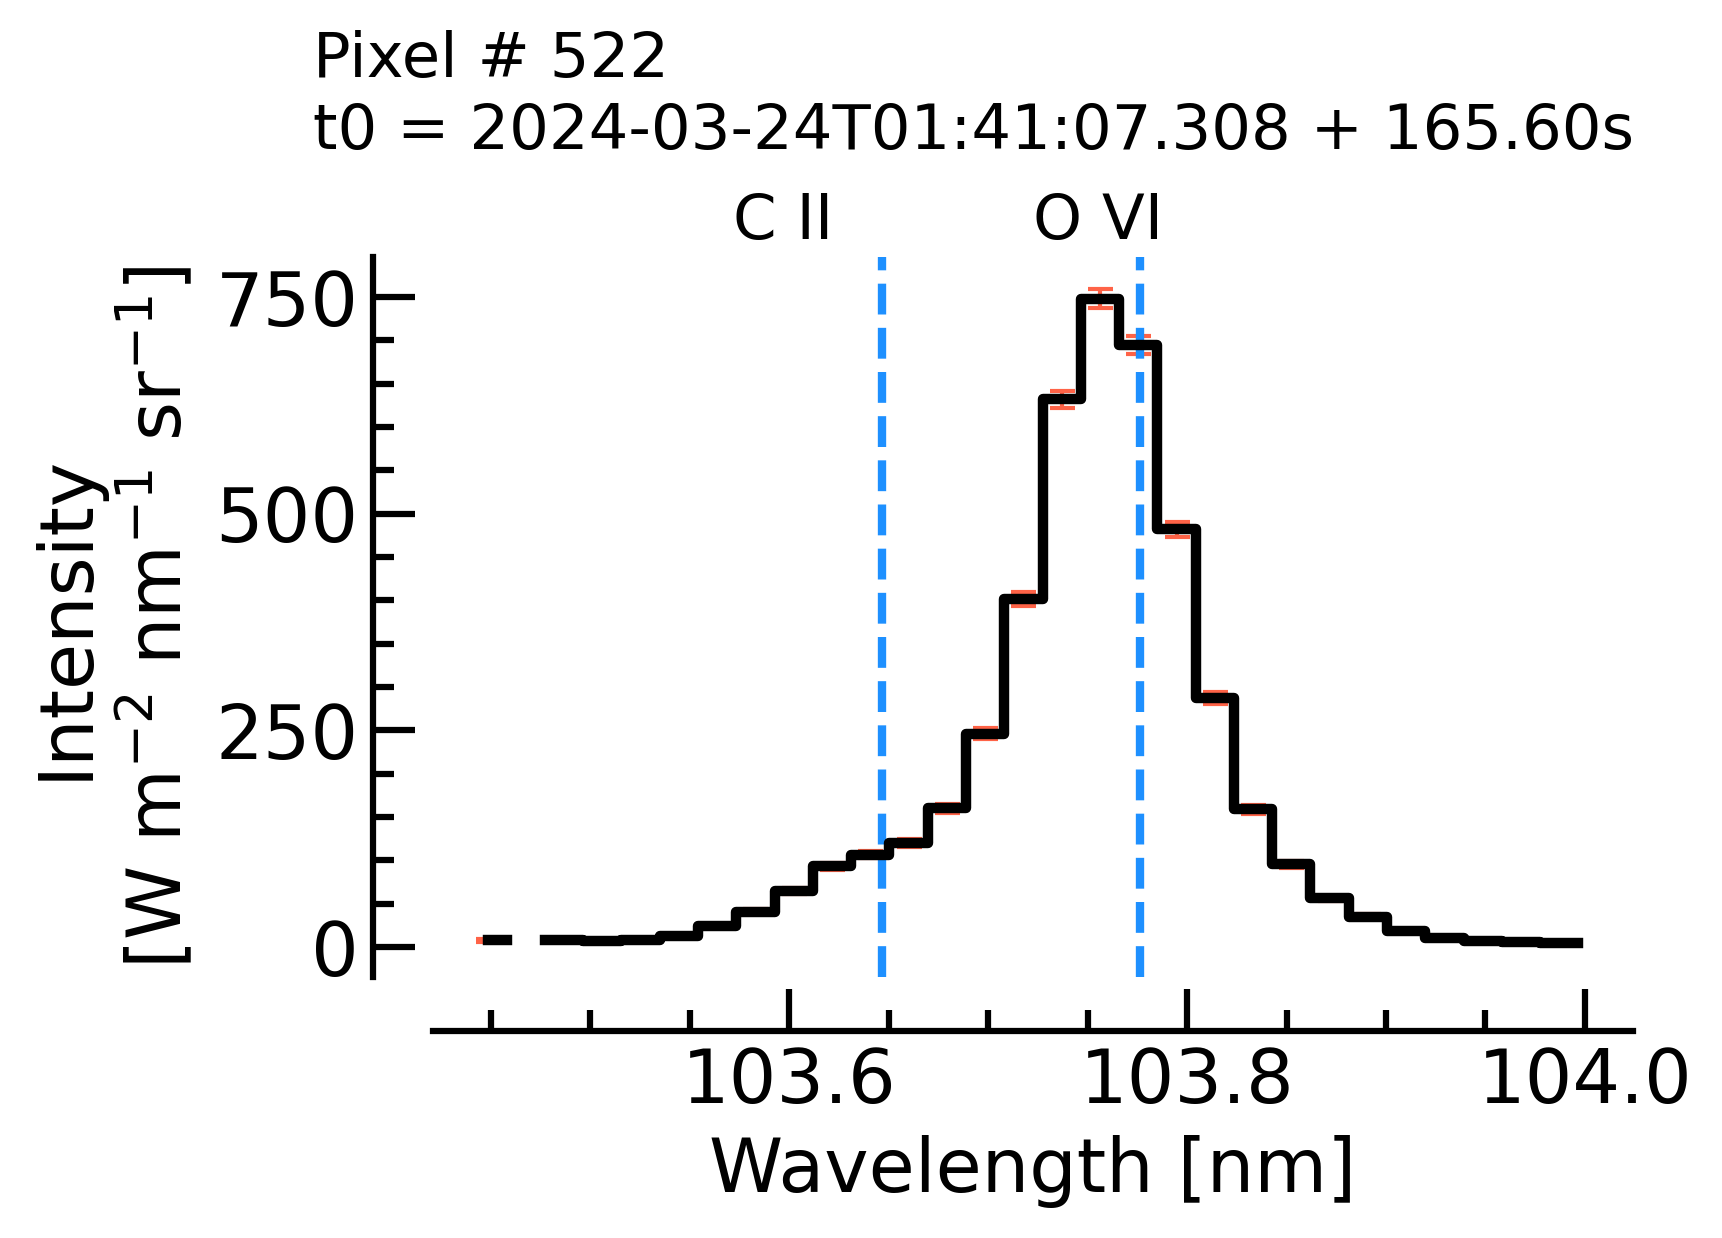 Pixel # 522
t0 = 2024-03-24T01:41:07.308 + 165.60s
C II O VI
Intensity
[W m⁻² nm⁻¹ sr⁻¹]
750
500
250
0
103.6 103.8 104.0
Wavelength [nm]